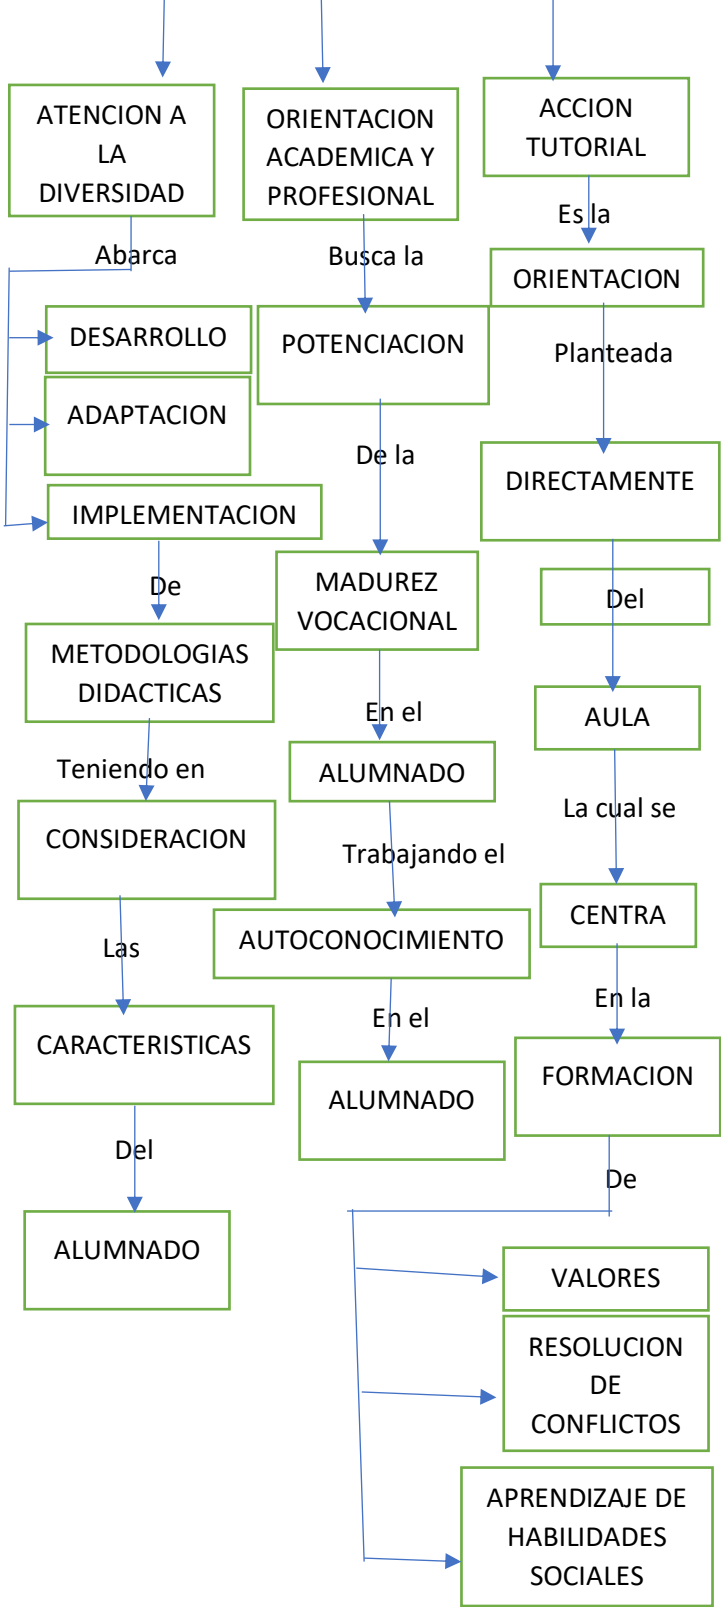 ATENCION A
LA
DIVERSIDAD
Abarca
DESARROLLO
ADAPTACION
IMPLEMENTACION
De
METODOLOGIAS
DIDACTICAS
Teniendo en
CONSIDERACION
Las
CARACTERISTICAS
Del
ALUMNADO
ORIENTACION
ACADEMICA Y
PROFESIONAL
Busca la
POTENCIACION
De la
MADUREZ
VOCACIONAL
En el
ALUMNADO
Trabajando el
AUTOCONOCIMIENTO
En el
ALUMNADO
ACCION
TUTORIAL
Es la
ORIENTACION
Planteada
DIRECTAMENTE
Del
AULA
La cual se
CENTRA
En la
FORMACION
De
VALORES
RESOLUCION
DE
CONFLICTOS
APRENDIZAJE DE
HABILIDADES
SOCIALES